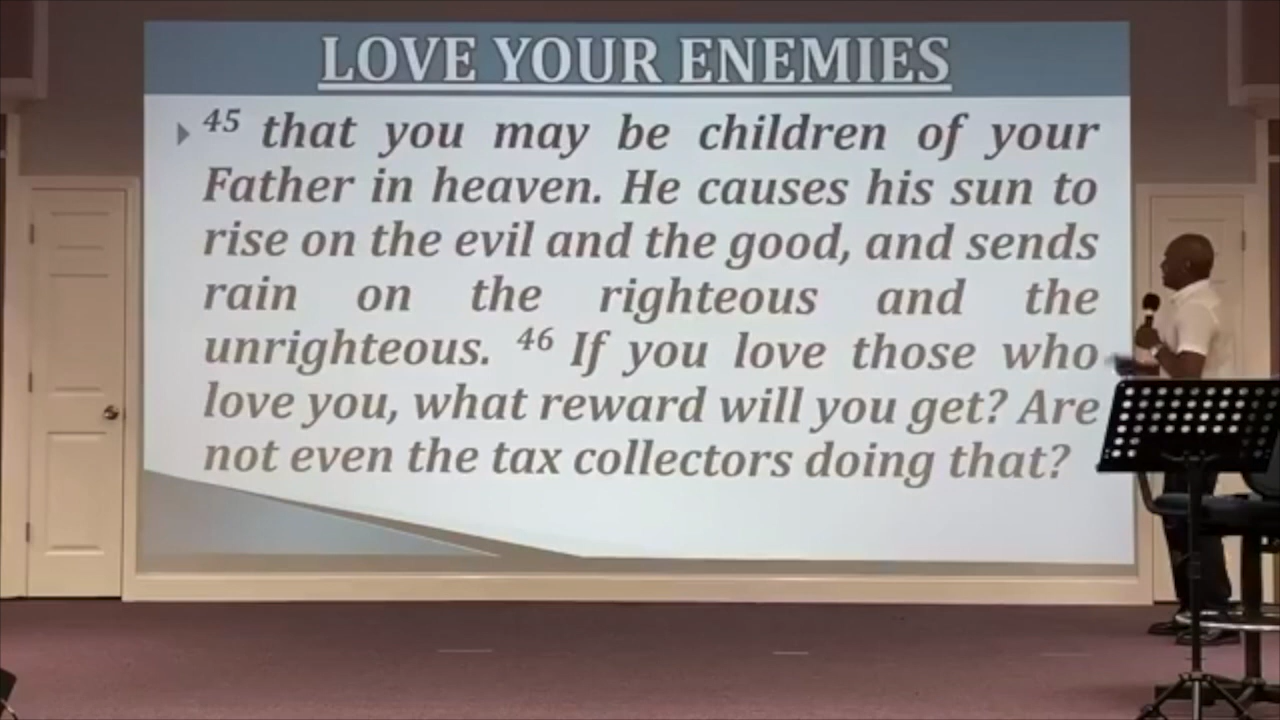 LOVE YOUR ENEMIES
45 that you may be children of your
Father in heaven. He causes his sun to
rise on the evil and the good, and sends
rain on the righteous and the
unrighteous. 46 If you love those who
love you, what reward will you get? Are
not even the tax collectors doing that?